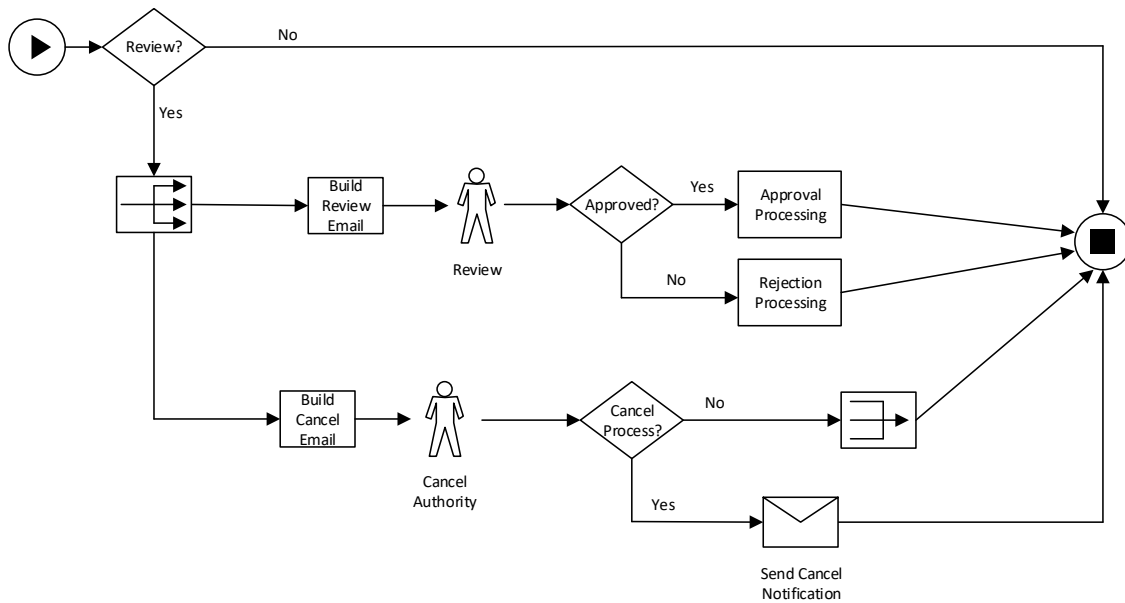 Review?
No
Yes
Build
Review
Email
Review
Approved?
Yes
Approval
Processing
No
Rejection
Processing
Build
Cancel
Email
Cancel
Authority
Cancel
Process?
No
Yes
Send Cancel
Notification